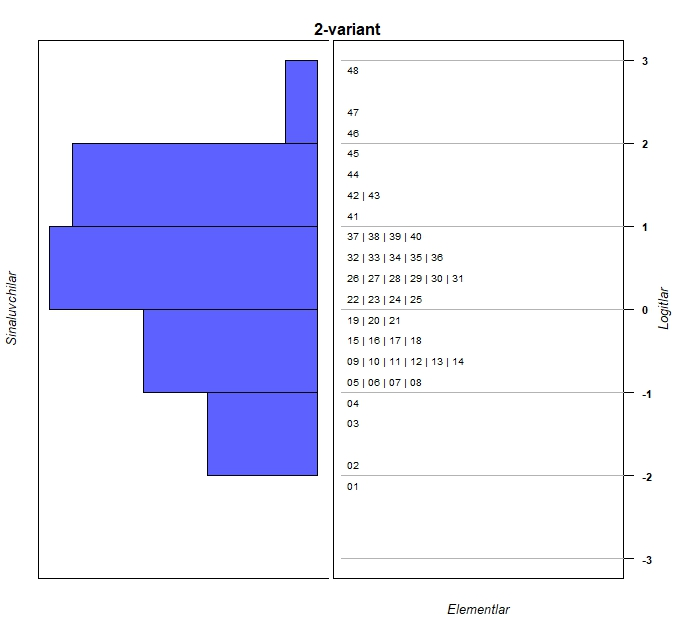 2-variant
Sinaluvchilar
48
47
46
45
44
42 | 43
41
37 | 38 | 39 | 40
32 | 33 | 34 | 35 | 36
26 | 27 | 28 | 29 | 30 | 31
22 | 23 | 24 | 25
19 | 20 | 21
15 | 16 | 17 | 18
09 | 10 | 11 | 12 | 13 | 14
05 | 06 | 07 | 08
04
03
02
01
3
2
1
0
-1
-2
-3
Logitlar
Elementlar